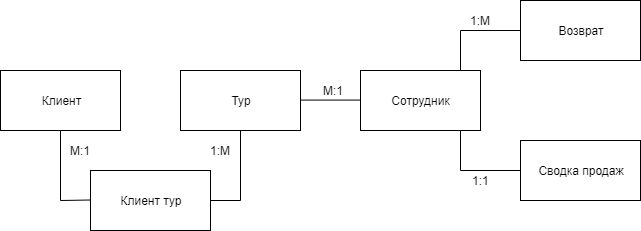 1:М
Возврат
Клиент
Тур
М:1
Сотрудник
М:1
1:М
Клиент тур
1:1
Сводка продаж